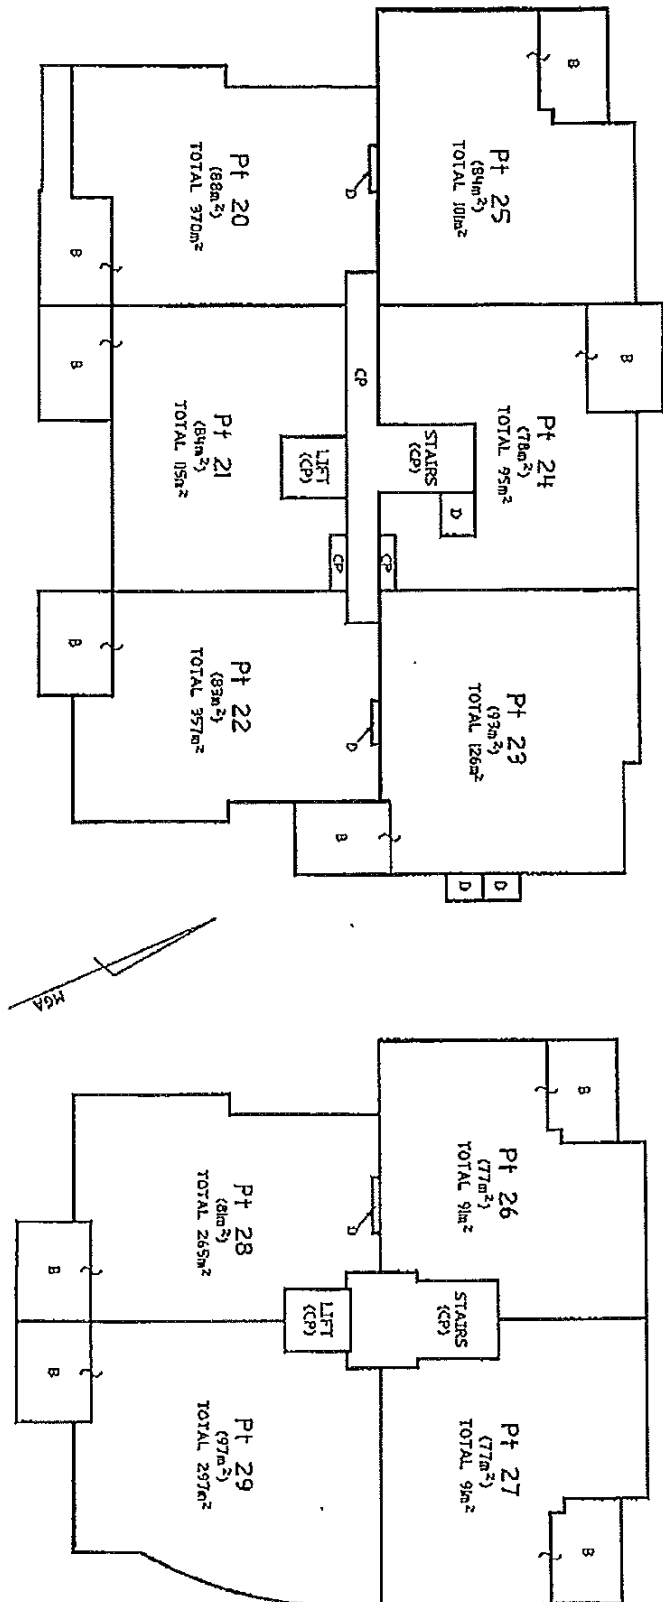 B
Pt 25
(84m²)
TOTAL 101m²
B
Pt 24
(78m²)
TOTAL 95m²
Pt 23
(93m²)
TOTAL 126m²
STAIRS
(CP)
D
D
D
D
CP
CP
CP
D
B
LIFT
(CP)
Pt 20
(88m²)
TOTAL 370m²
Pt 21
(84m²)
TOTAL 115m²
Pt 22
(83m²)
TOTAL 357m²
B
B
B
MGA
B
Pt 26
(77m²)
TOTAL 91m²
Pt 27
(77m²)
TOTAL 91m²
B
STAIRS
(CP)
D
LIFT
(CP)
Pt 28
(81m²)
TOTAL 265m²
Pt 29
(97m²)
TOTAL 297m²
B
B